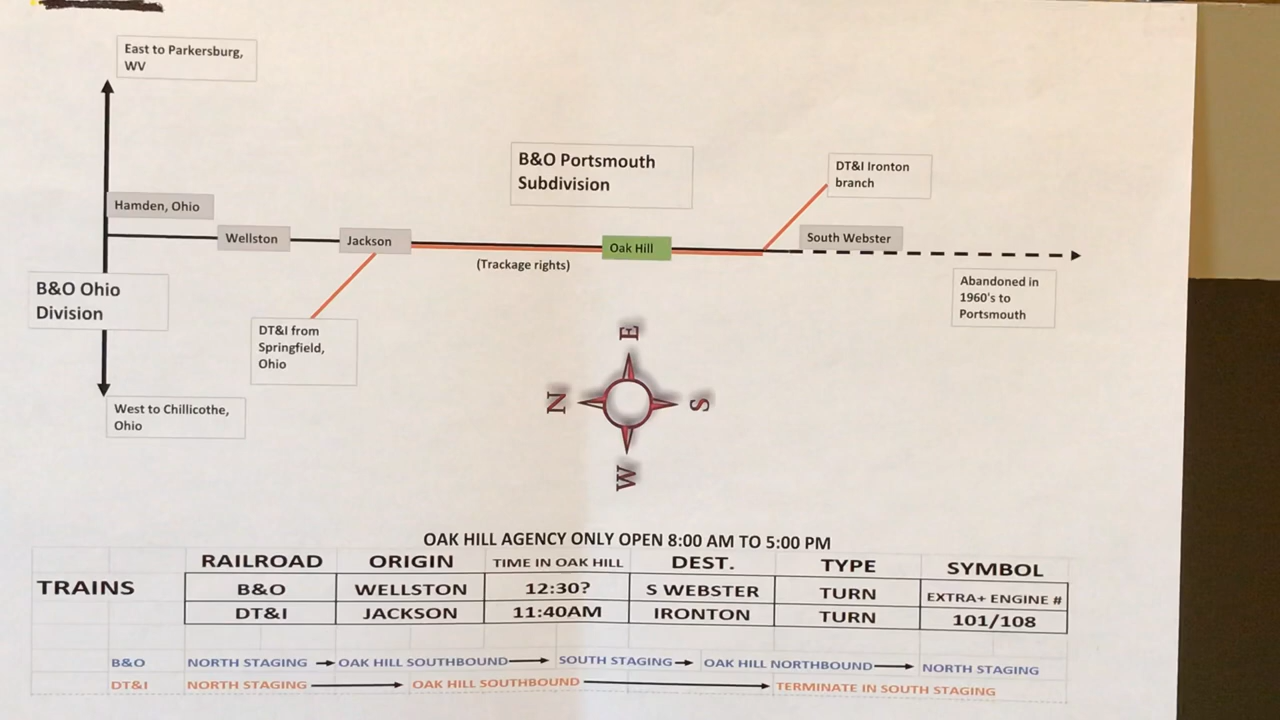 East to Parkersburg,
WV
B&O Portsmouth
Subdivision
DT&I Ironton
branch
Hamden, Ohio
Wellston
Jackson
Oak Hill
South Webster
(Trackage rights)
B&O Ohio
Division
Abandoned in
1960's to
Portsmouth
DT&I from
Springfield,
Ohio
West to Chillicothe,
Ohio
E
N
S
W
OAK HILL AGENCY ONLY OPEN 8:00 AM TO 5:00 PM
RAILROAD ORIGIN TIME IN OAK HILL DEST. TYPE SYMBOL
TRAINS B&O WELLSTON 12:30? S WEBSTER TURN EXTRA+ ENGINE #
DT&I JACKSON 11:40AM IRONTON TURN 101/108
B&O NORTH STAGING OAK HILL SOUTHBOUND SOUTH STAGING OAK HILL NORTHBOUND NORTH STAGING
DT&I NORTH STAGING OAK HILL SOUTHBOUND TERMINATE IN SOUTH STAGING